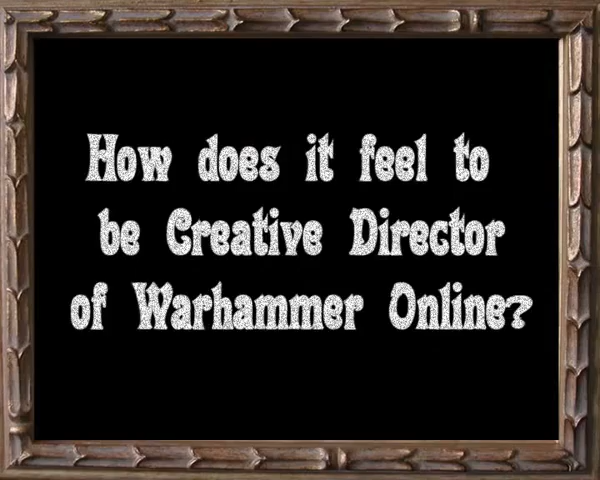 How does it feel to
be Creative Director
of Warhammer Online?